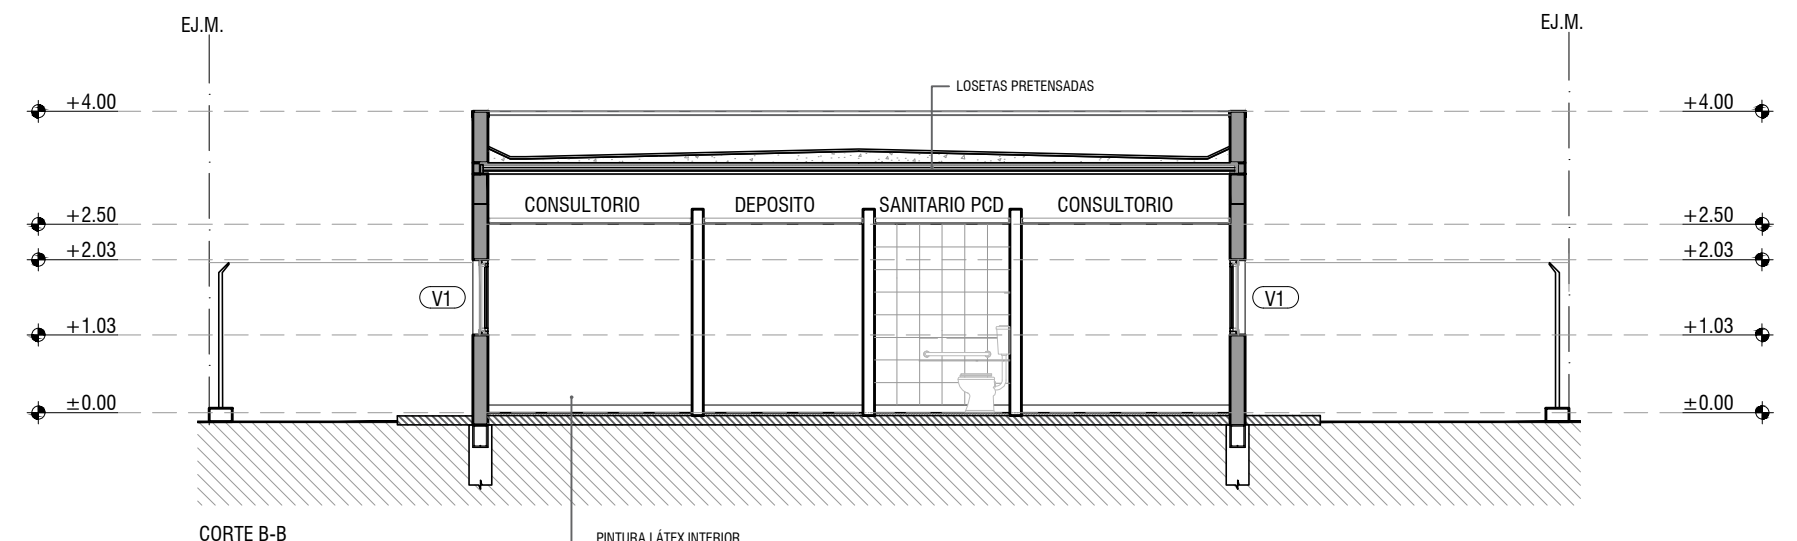 EJ.M. EJ.M.
LOSETAS PRETENSADAS
+4.00 +4.00
CONSULTORIO DEPOSITO SANITARIO PCD CONSULTORIO
+2.50 +2.50
+2.03 +2.03
V1 V1
+1.03 +1.03
±0.00 ±0.00
CORTE B-B
PINTURA LÁTEX INTERIOR